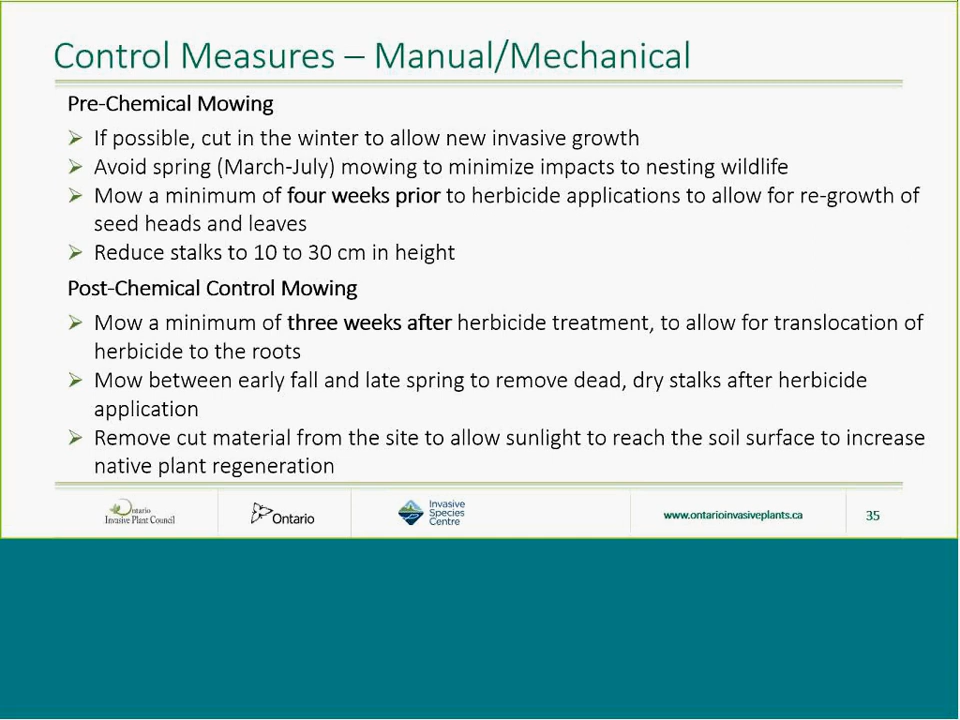 Control Measures – Manual/Mechanical
Pre-Chemical Mowing
➢ If possible, cut in the winter to allow new invasive growth
➢ Avoid spring (March-July) mowing to minimize impacts to nesting wildlife
➢ Mow a minimum of four weeks prior to herbicide applications to allow for re-growth of
seed heads and leaves
➢ Reduce stalks to 10 to 30 cm in height
Post-Chemical Control Mowing
➢ Mow a minimum of three weeks after herbicide treatment, to allow for translocation of
herbicide to the roots
➢ Mow between early fall and late spring to remove dead, dry stalks after herbicide
application
➢ Remove cut material from the site to allow sunlight to reach the soil surface to increase
native plant regeneration
Ontario
Invasive Plant Council
Ontario
Invasive
Species
Centre
www.ontarioinvasiveplants.ca
35